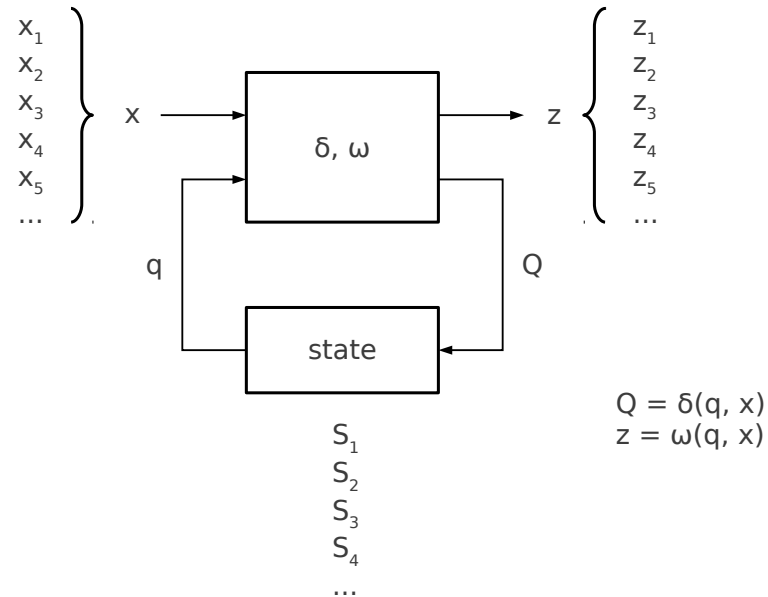 x₁
x₂
x₃
x₄
x₅
...
x
δ, ω
z
z₁
z₂
z₃
z₄
z₅
...
q
Q
state
S₁
S₂
S₃
S₄
...
Q = δ(q, x)
z = ω(q, x)